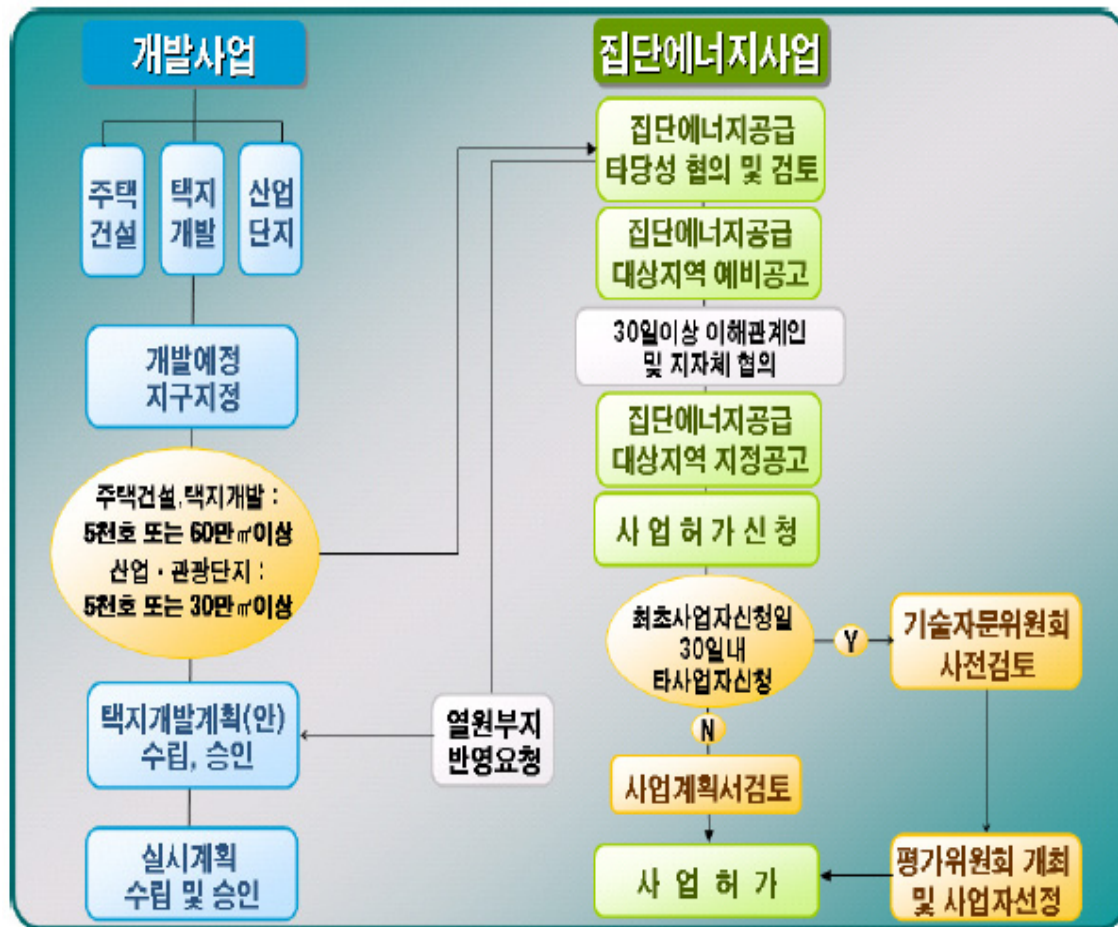 개발사업
주택
건설
택지
개발
산업
단지
개발예정
지구지정
주택건설,택지개발 :
5천호 또는 60만㎡이상
산업·관광단지 :
5천호 또는 30만㎡이상
택지개발계획(안)
수립, 승인
실시계획
수립 및 승인
열원부지
반영요청
집단에너지사업
집단에너지공급
타당성 협의 및 검토
집단에너지공급
대상지역 예비공고
30일이상 이해관계인
및 지자체 협의
집단에너지공급
대상지역 지정공고
사 업 허 가 신 청
최초사업자신청일
30일내
타사업자신청
Y
기술자문위원회
사전검토
N
사업계획서검토
평가위원회 개최
및 사업자선정
사 업 허 가